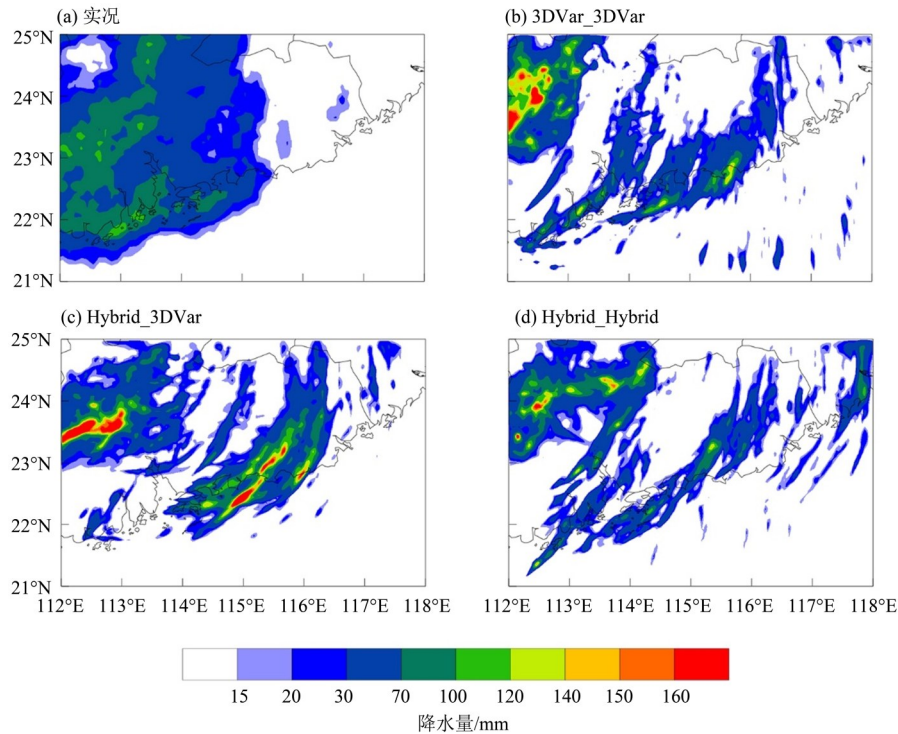 (a) 实况
(b) 3DVar_3DVar
25°N
24°N
23°N
22°N
21°N
(c) Hybrid_3DVar
(d) Hybrid_Hybrid
25°N
24°N
23°N
22°N
21°N
112°E 113°E 114°E 115°E 116°E 117°E 118°E
112°E 113°E 114°E 115°E 116°E 117°E 118°E
15 20 30 70 100 120 140 150 160
降水量/mm